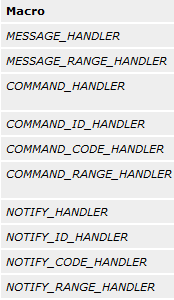 Macro
MESSAGE_HANDLER
MESSAGE_RANGE_HANDLER
COMMAND_HANDLER
COMMAND_ID_HANDLER
COMMAND_CODE_HANDLER
COMMAND_RANGE_HANDLER
NOTIFY_HANDLER
NOTIFY_ID_HANDLER
NOTIFY_CODE_HANDLER
NOTIFY_RANGE_HANDLER